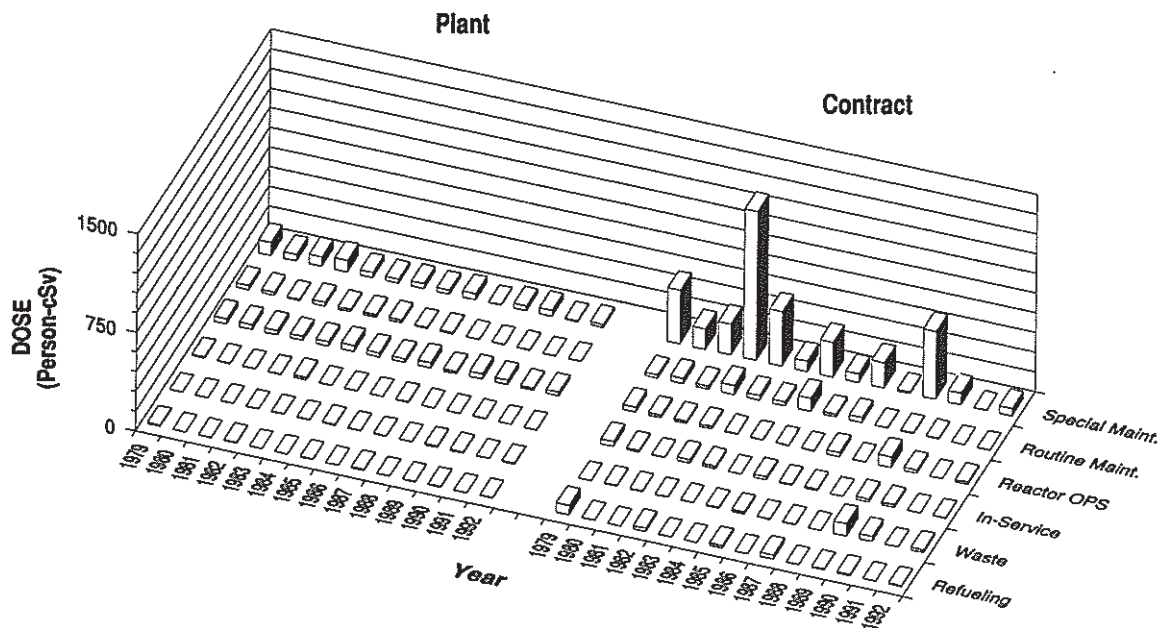 Plant
Contract
1500
750
0
DOSE
(Person-cSv)
1979
1980
1981
1982
1983
1984
1985
1986
1987
1988
1989
1990
1991
1992
1979
1980
1981
1982
1983
1984
1985
1986
1987
1988
1989
1990
1991
1992
Year
Special Maint.
Routine Maint.
Reactor OPS
In-Service
Waste
Refueling